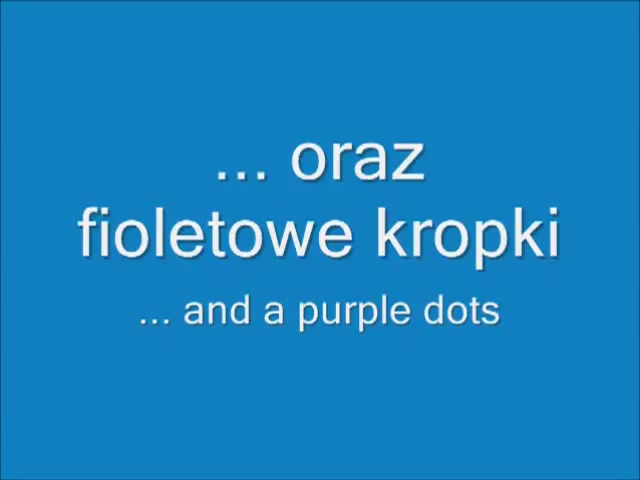 ... oraz
fioletowe kropki
... and a purple dots